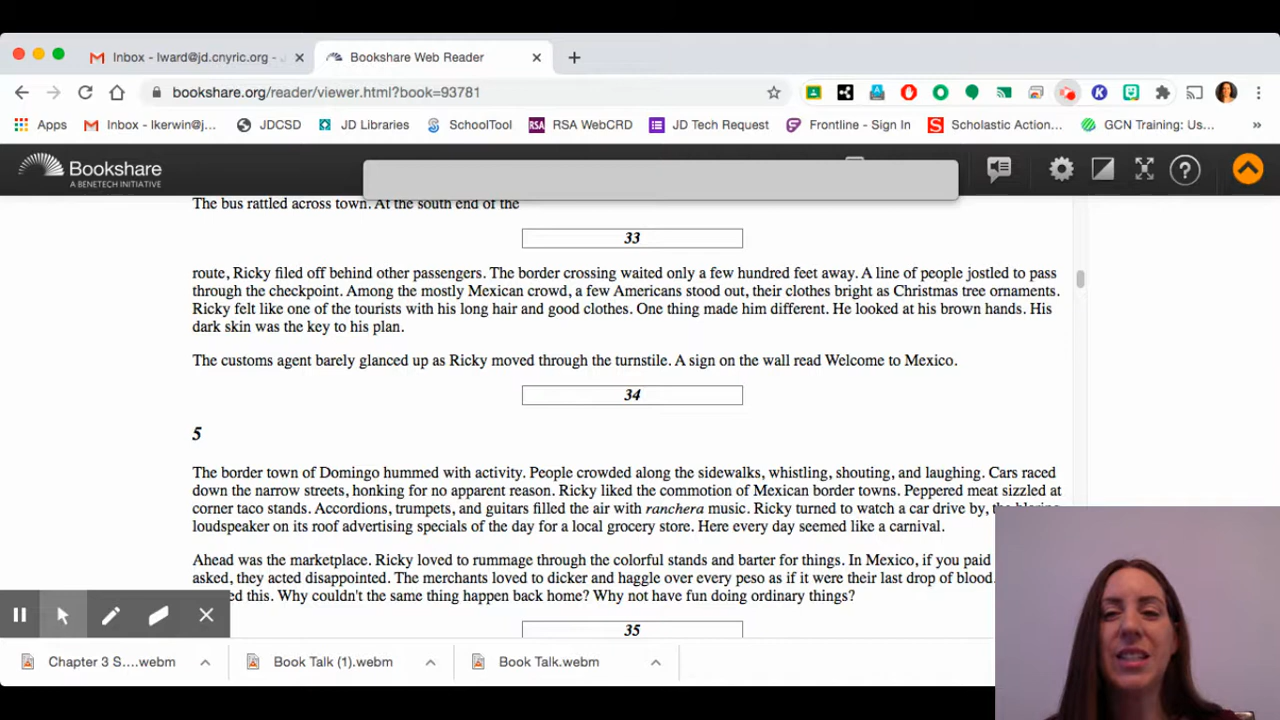 Inbox - lward@jd.cnyric.org -
Bookshare Web Reader
bookshare.org/reader/viewer.html?book=93781
Apps
Inbox - lkerwin@j...
JDCSD
JD Libraries
SchoolTool
RSA WebCRD
JD Tech Request
Frontline - Sign In
Scholastic Action...
GCN Training: Us...
»
Bookshare
A BENETECH INITIATIVE
The bus rattled across town. At the south end of the
33
route, Ricky filed off behind other passengers. The border crossing waited only a few hundred feet away. A line of people jostled to pass
through the checkpoint. Among the mostly Mexican crowd, a few Americans stood out, their clothes bright as Christmas tree ornaments.
Ricky felt like one of the tourists with his long hair and good clothes. One thing made him different. He looked at his brown hands. His
dark skin was the key to his plan.
The customs agent barely glanced up as Ricky moved through the turnstile. A sign on the wall read Welcome to Mexico.
34
5
The border town of Domingo hummed with activity. People crowded along the sidewalks, whistling, shouting, and laughing. Cars raced
down the narrow streets, honking for no apparent reason. Ricky liked the commotion of Mexican border towns. Peppered meat sizzled at
corner taco stands. Accordions, trumpets, and guitars filled the air with ranchera music. Ricky turned to watch a car drive by,
loudspeaker on its roof advertising specials of the day for a local grocery store. Here every day seemed like a carnival.
Ahead was the marketplace. Ricky loved to rummage through the colorful stands and barter for things. In Mexico, if you paid
asked, they acted disappointed. The merchants loved to dicker and haggle over every peso as if it were their last drop of blood.
this. Why couldn't the same thing happen back home? Why not have fun doing ordinary things?
35
Chapter 3 S....webm
Book Talk (1).webm
Book Talk.webm